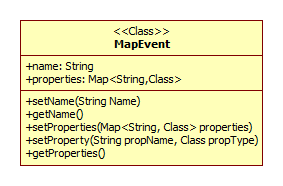 <<Class>>
MapEvent
+name: String
+properties: Map<String,Class>
+setName(String Name)
+getName()
+setProperties(Map<String, Class> properties)
+setProperty(String propName, Class propType)
+getProperties()